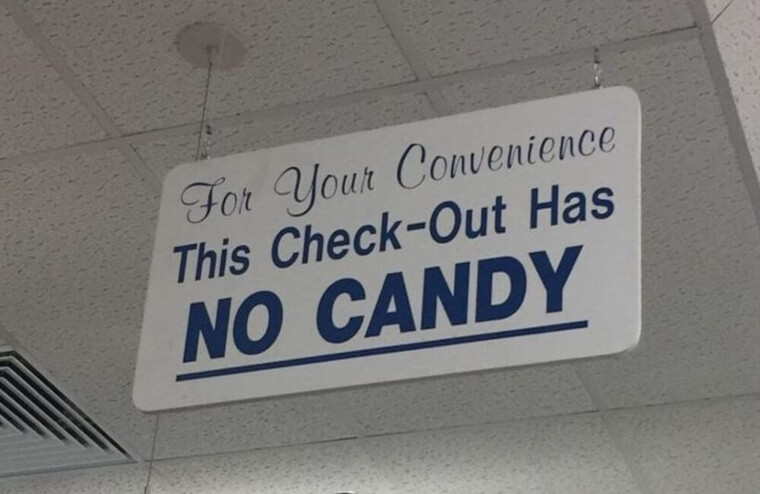 For Your Convenience
This Check-Out Has
NO CANDY